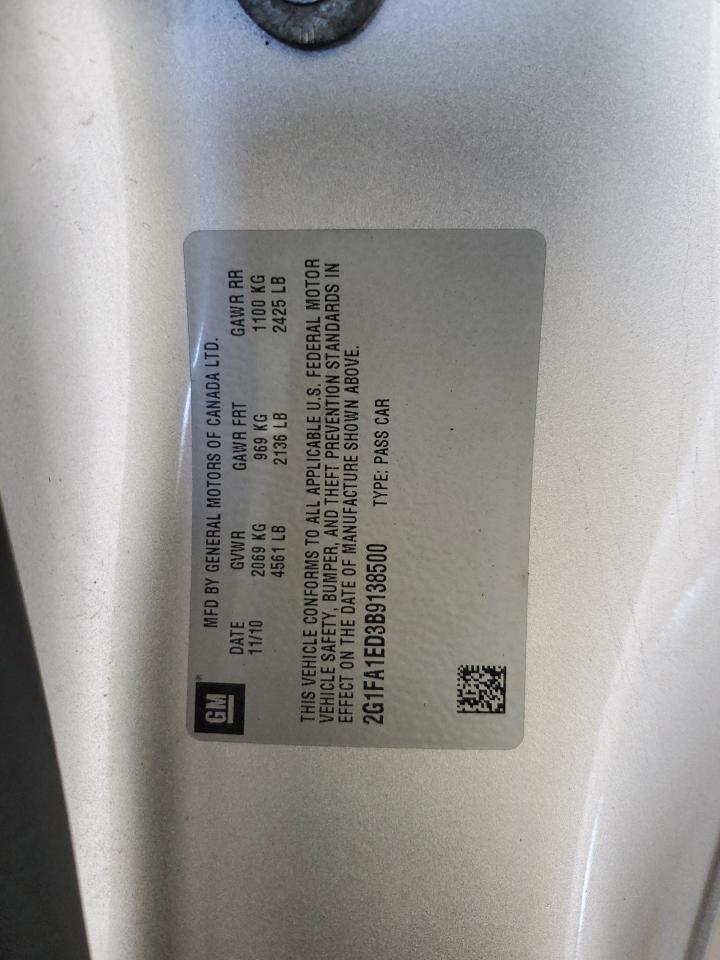 GM
MFD BY GENERAL MOTORS OF CANADA LTD.
DATE GVWR GAWR FRT GAWR RR
11/10 2069 KG 969 KG 1100 KG
4561 LB 2136 LB 2425 LB
THIS VEHICLE CONFORMS TO ALL APPLICABLE U.S. FEDERAL MOTOR
VEHICLE SAFETY, BUMPER, AND THEFT PREVENTION STANDARDS IN
EFFECT ON THE DATE OF MANUFACTURE SHOWN ABOVE.
2G1FA1ED3B9138500 TYPE: PASS CAR